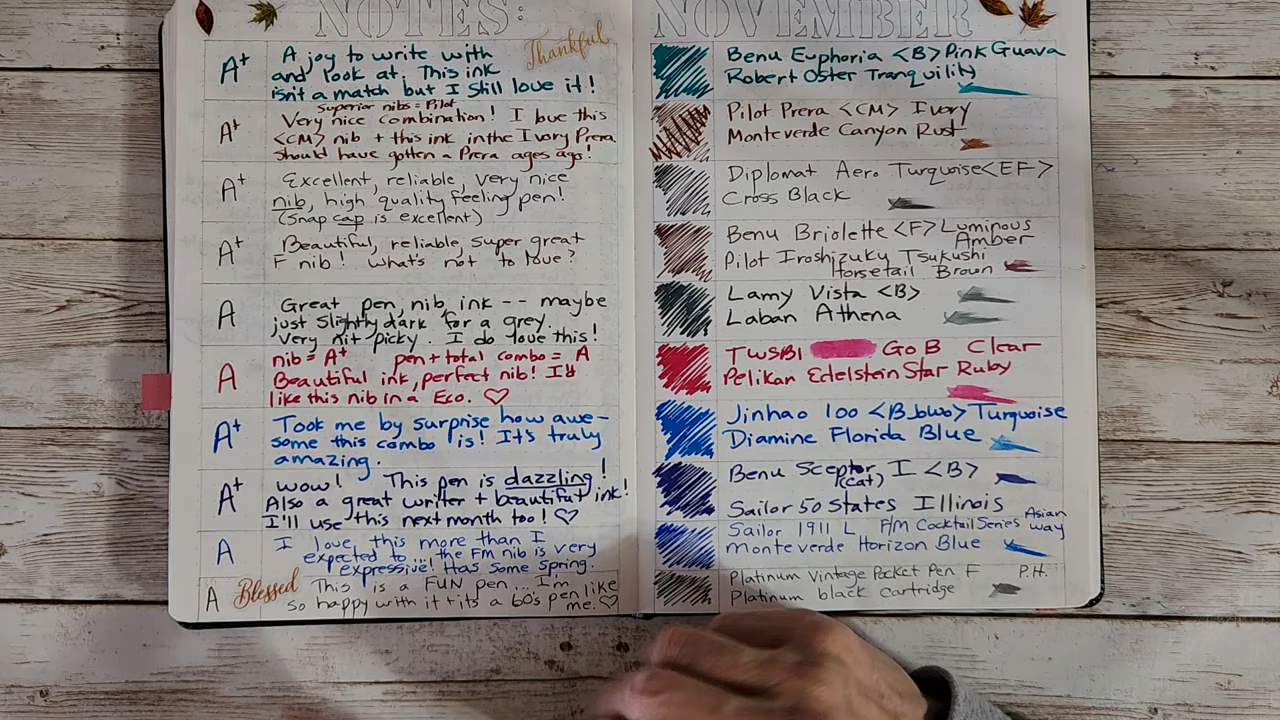 NOTES:
Thankful
A+ A joy to write with
and look at. This ink
isn't a match but I still love it!
superior nibs = Pilot
A+ Very nice combination! I love this
<CM> nib + this ink in the Ivory Prera.
Should have gotten a Prera ages ago!
A+ Excellent, reliable, very nice
nib, high quality feeling pen!
(snap cap is excellent)
A+ Beautiful, reliable, super great
F nib! What's not to love?
A Great pen, nib, ink -- maybe
just slightly dark for a grey.
Very nit picky. I do love this!
A nib = A+ pen + total combo = A
Beautiful ink, perfect nib! I'd
like this nib in a Eco. ♡
A+ Took me by surprise how awe-
some this combo is! It's truly
amazing.
A+ wow! This pen is dazzling!
Also a great writer + beautiful ink!
I'll use this next month too! ♡
A I love this more than I
expected to... the FM nib is very
expressive! Has some spring.
A Blessed This is a FUN pen... I'm
so happy with it + its a 60's pen like
me. ♡
NOVEMBER
Benu Euphoria <B> Pink Guava
Robert Oster Tranquility
Pilot Prera <CM> Ivory
Monteverde Canyon Rust
Diplomat Aero Turquoise <EF>
Cross Black
Benu Briolette <F> Luminous
Amber
Pilot Iroshizuku Tsukushi
Horsetail Brown
Lamy Vista <B>
Laban Athena
TWSBI Go B Clear
Pelikan Edelstein Star Ruby
Jinhao 100 <B bwo> Turquoise
Diamine Florida Blue
Benu Sceptor I <B>
(cat)
Sailor 50 States Illinois
Sailor 1911 L F/M Cocktail Series Asian
way
Monteverde Horizon Blue
Platinum Vintage Pocket Pen F P.H.
Platinum black cartridge